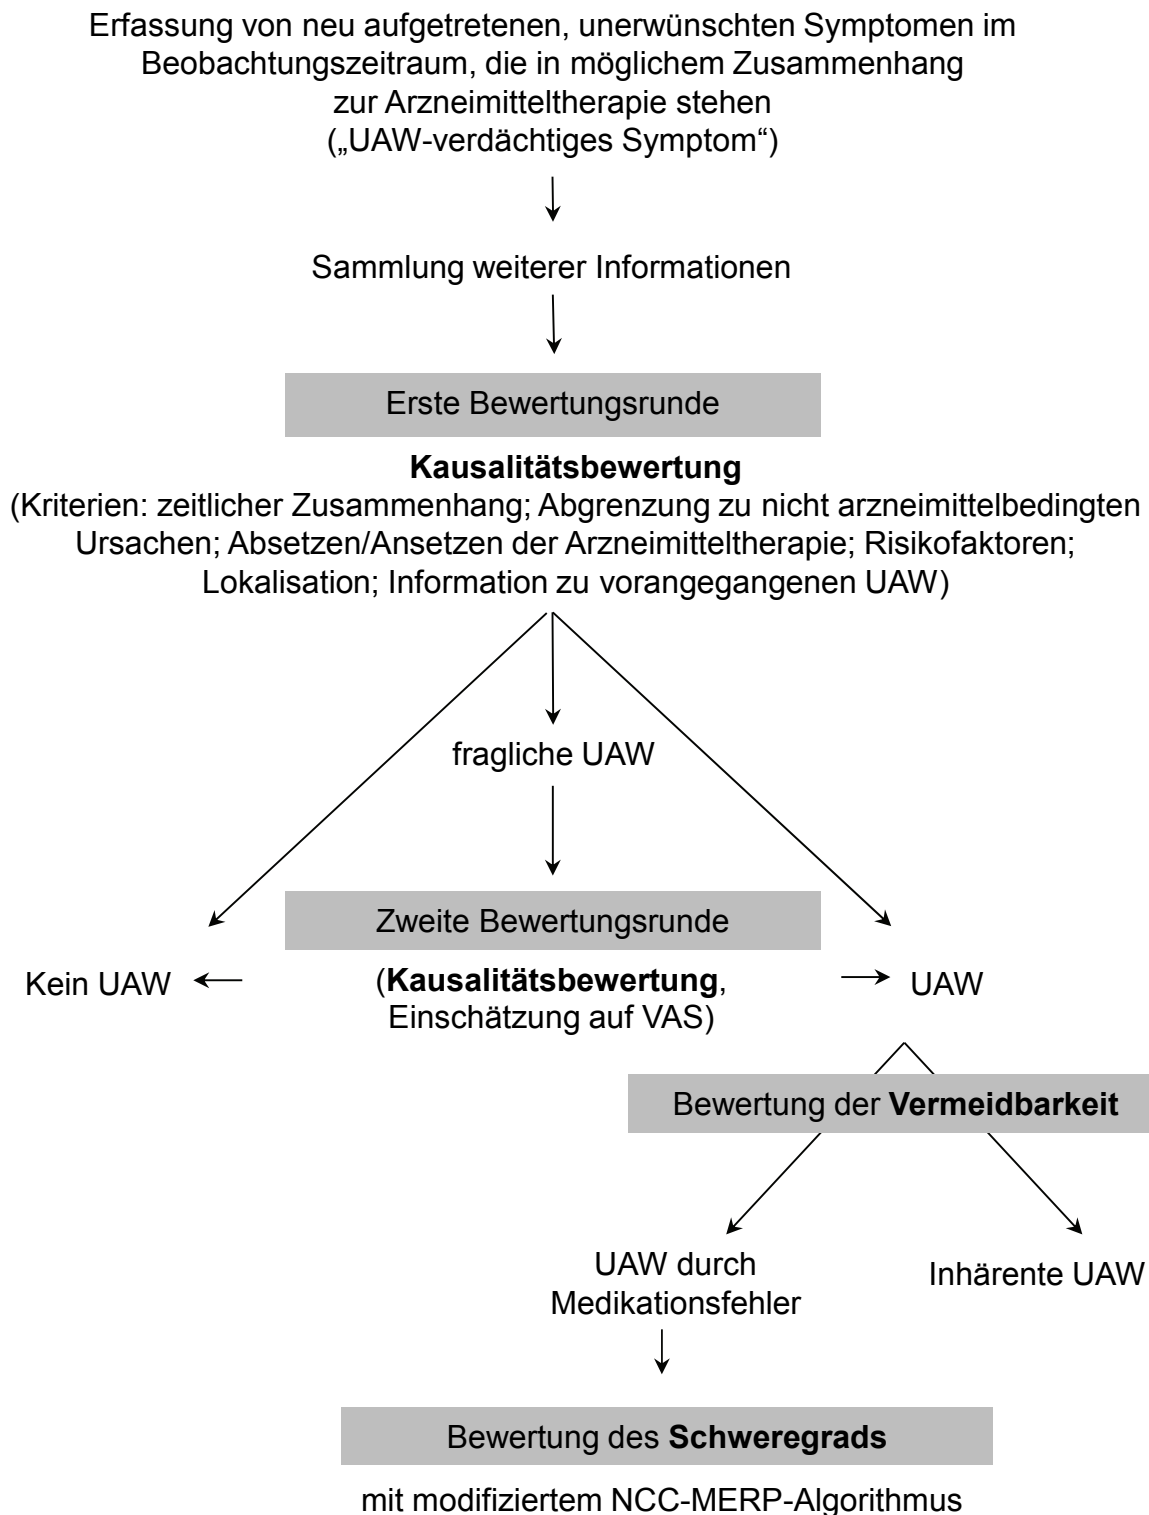 Erfassung von neu aufgetretenen, unerwünschten Symptomen im
Beobachtungszeitraum, die in möglichem Zusammenhang
zur Arzneimitteltherapie stehen
(„UAW-verdächtiges Symptom“)
Sammlung weiterer Informationen
Erste Bewertungsrunde
Kausalitätsbewertung
(Kriterien: zeitlicher Zusammenhang; Abgrenzung zu nicht arzneimittelbedingten
Ursachen; Absetzen/Ansetzen der Arzneimitteltherapie; Risikofaktoren;
Lokalisation; Information zu vorangegangenen UAW)
fragliche UAW
Zweite Bewertungsrunde
Kein UAW
(Kausalitätsbewertung,
Einschätzung auf VAS)
UAW
Bewertung der Vermeidbarkeit
UAW durch
Medikationsfehler
Inhärente UAW
Bewertung des Schweregrads
mit modifiziertem NCC-MERP-Algorithmus